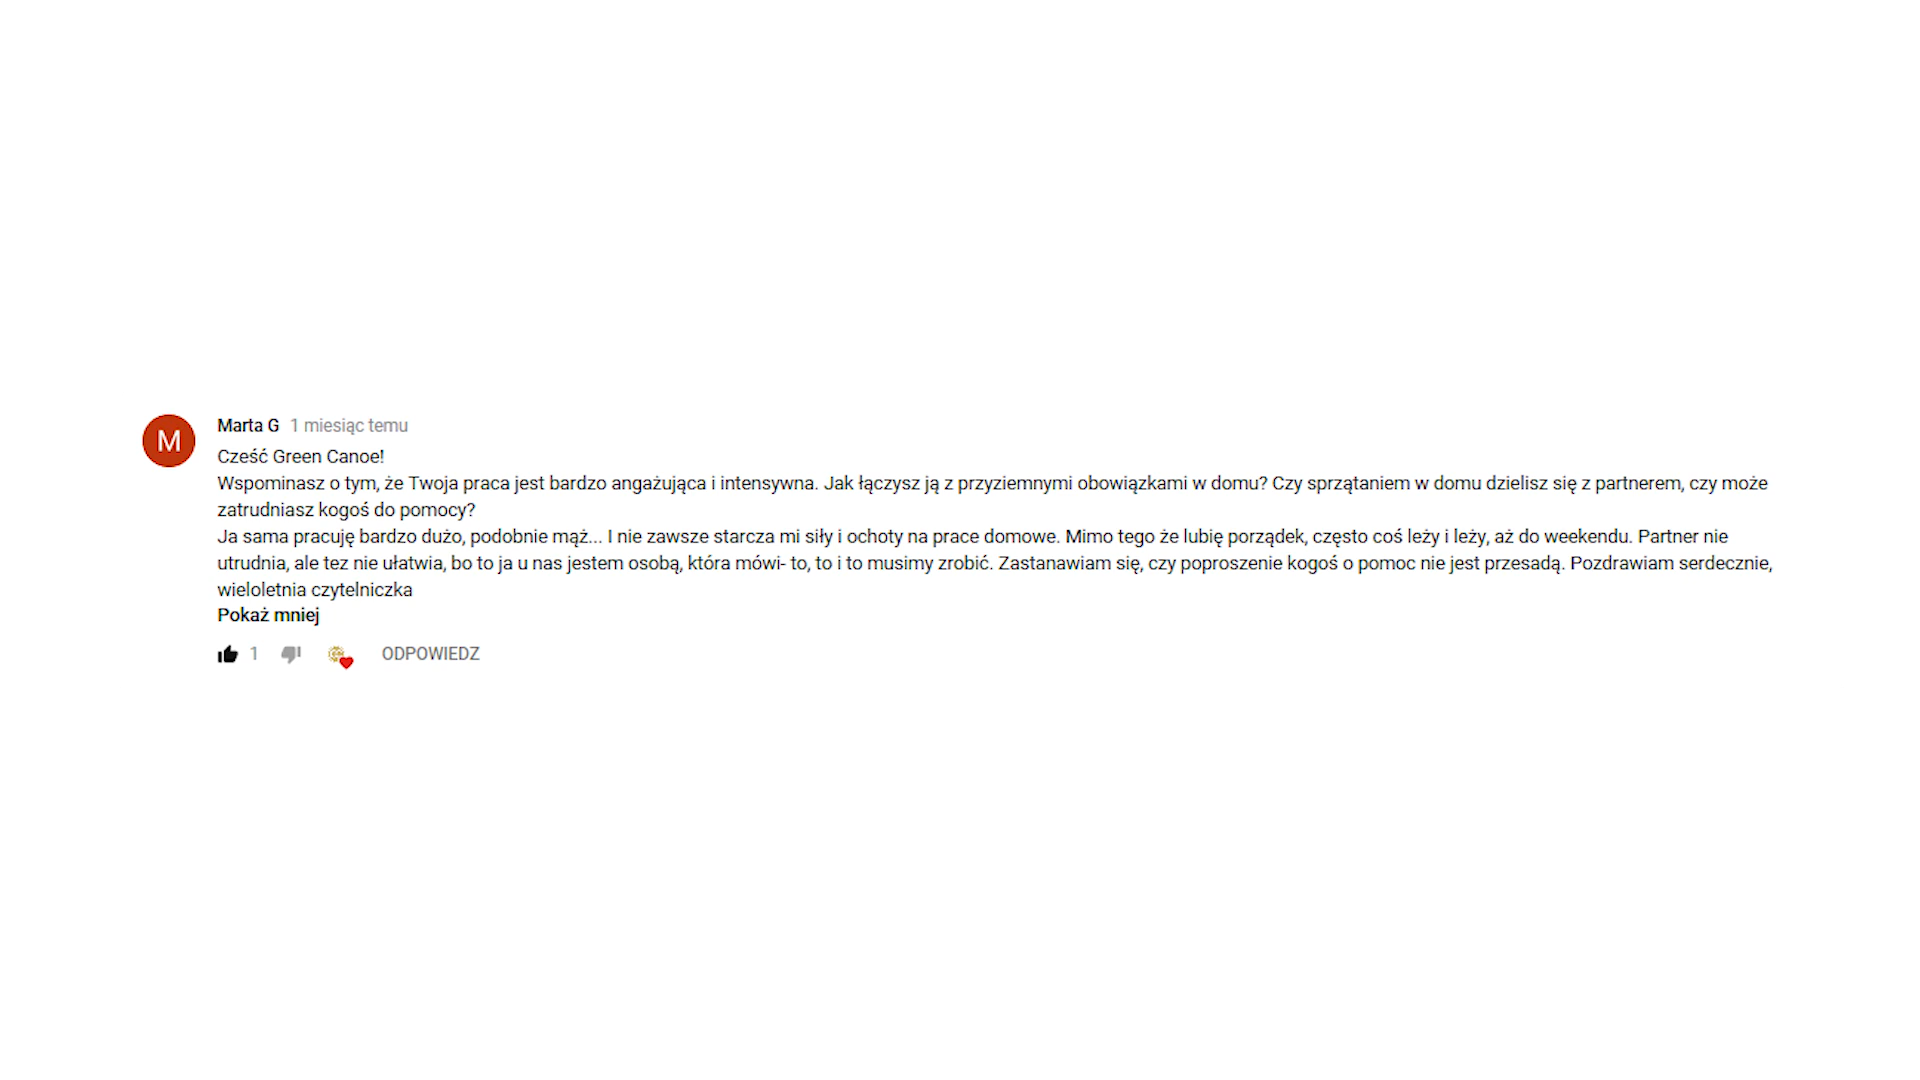 M
Marta G 1 miesiąc temu
Cześć Green Canoe!
Wspominasz o tym, że Twoja praca jest bardzo angażująca i intensywna. Jak łączysz ją z przyziemnymi obowiązkami w domu? Czy sprzątaniem w domu dzielisz się z partnerem, czy może
zatrudniasz kogoś do pomocy?
Ja sama pracuję bardzo dużo, podobnie mąż... I nie zawsze starcza mi siły i ochoty na prace domowe. Mimo tego że lubię porządek, często coś leży i leży, aż do weekendu. Partner nie
utrudnia, ale tez nie ułatwia, bo to ja u nas jestem osobą, która mówi- to, to i to musimy zrobić. Zastanawiam się, czy poproszenie kogoś o pomoc nie jest przesadą. Pozdrawiam serdecznie,
wieloletnia czytelniczka
Pokaż mniej
1 ODPOWIEDZ